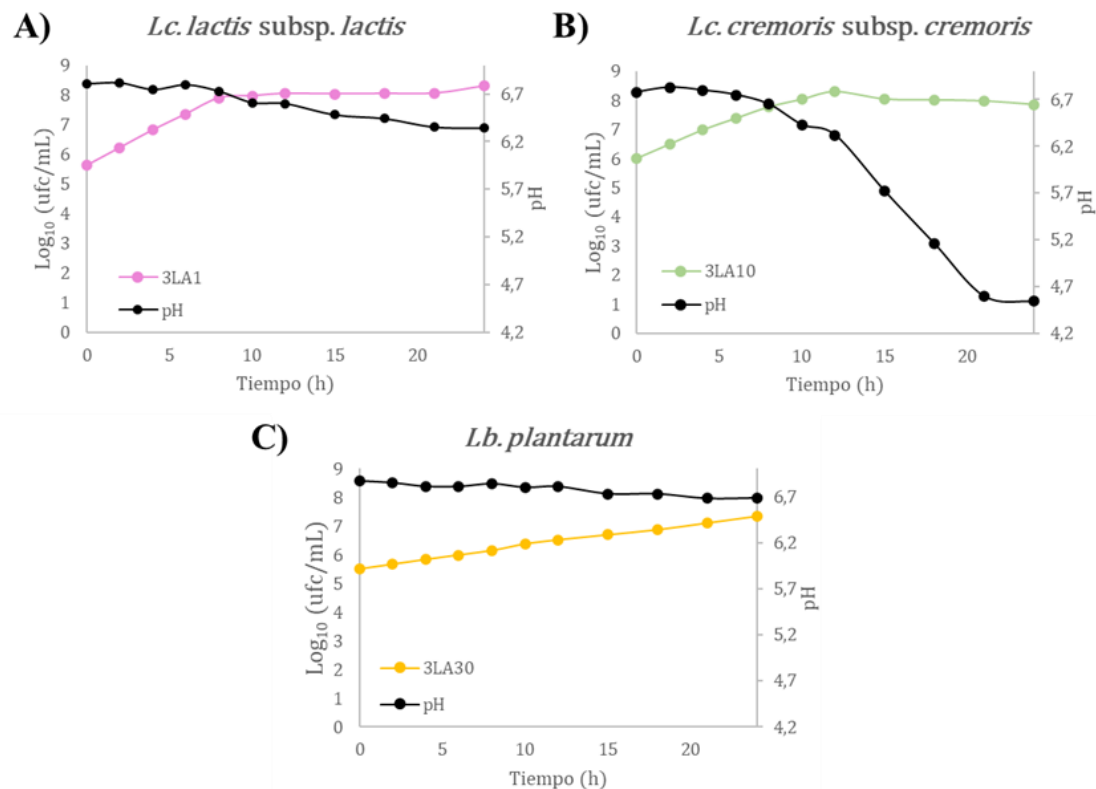 A)
Lc. lactis subsp. lactis
9
8
7
6
5
4
3
2
1
0
Log₁₀ (ufc/mL)
6,7
6,2
5,7
5,2
4,7
4,2
pH
3LA1
pH
0 5 10 15 20
Tiempo (h)
B)
Lc. cremoris subsp. cremoris
9
8
7
6
5
4
3
2
1
0
Log₁₀ (ufc/mL)
6,7
6,2
5,7
5,2
4,7
4,2
pH
3LA10
pH
0 5 10 15 20
Tiempo (h)
C)
Lb. plantarum
9
8
7
6
5
4
3
2
1
0
Log₁₀ (ufc/mL)
6,7
6,2
5,7
5,2
4,7
4,2
pH
3LA30
pH
0 5 10 15 20
Tiempo (h)